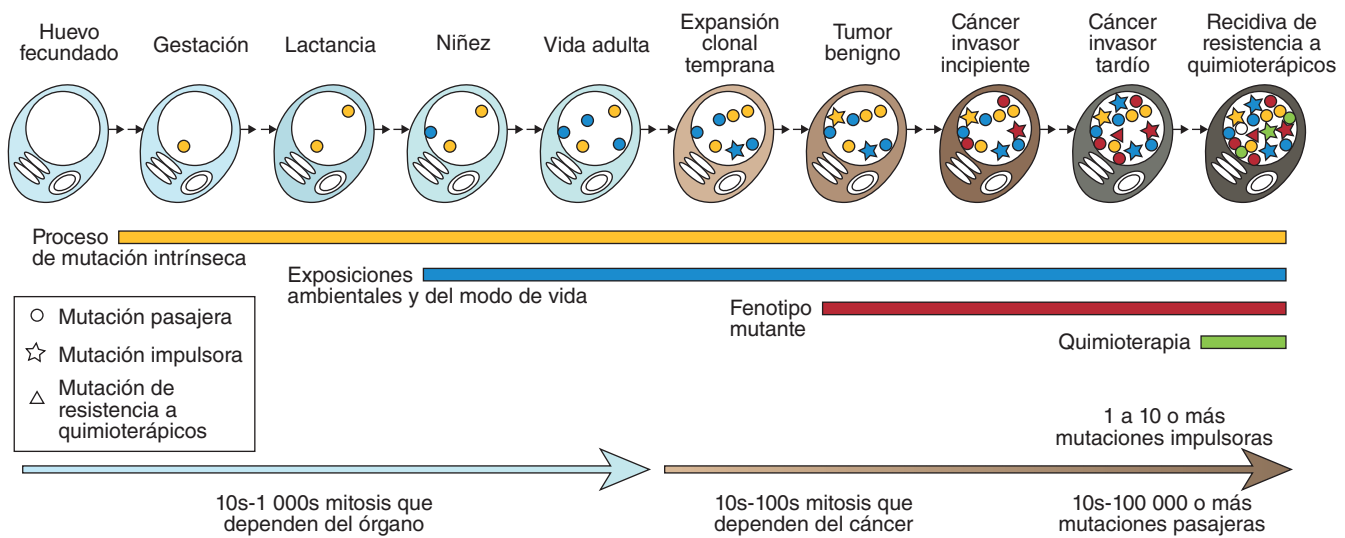 Huevo
fecundado
Gestación
Lactancia
Niñez
Vida adulta
Expansión
clonal
temprana
Tumor
benigno
Cáncer
invasor
incipiente
Cáncer
invasor
tardío
Recidiva de
resistencia a
quimioterápicos
Proceso
de mutación intrínseca
Exposiciones
ambientales y del modo de vida
Fenotipo
mutante
Quimioterapia
Mutación pasajera
Mutación impulsora
Mutación de
resistencia a
quimioterápicos
1 a 10 o más
mutaciones impulsoras
10s-1 000s mitosis que
dependen del órgano
10s-100s mitosis que
dependen del cáncer
10s-100 000 o más
mutaciones pasajeras